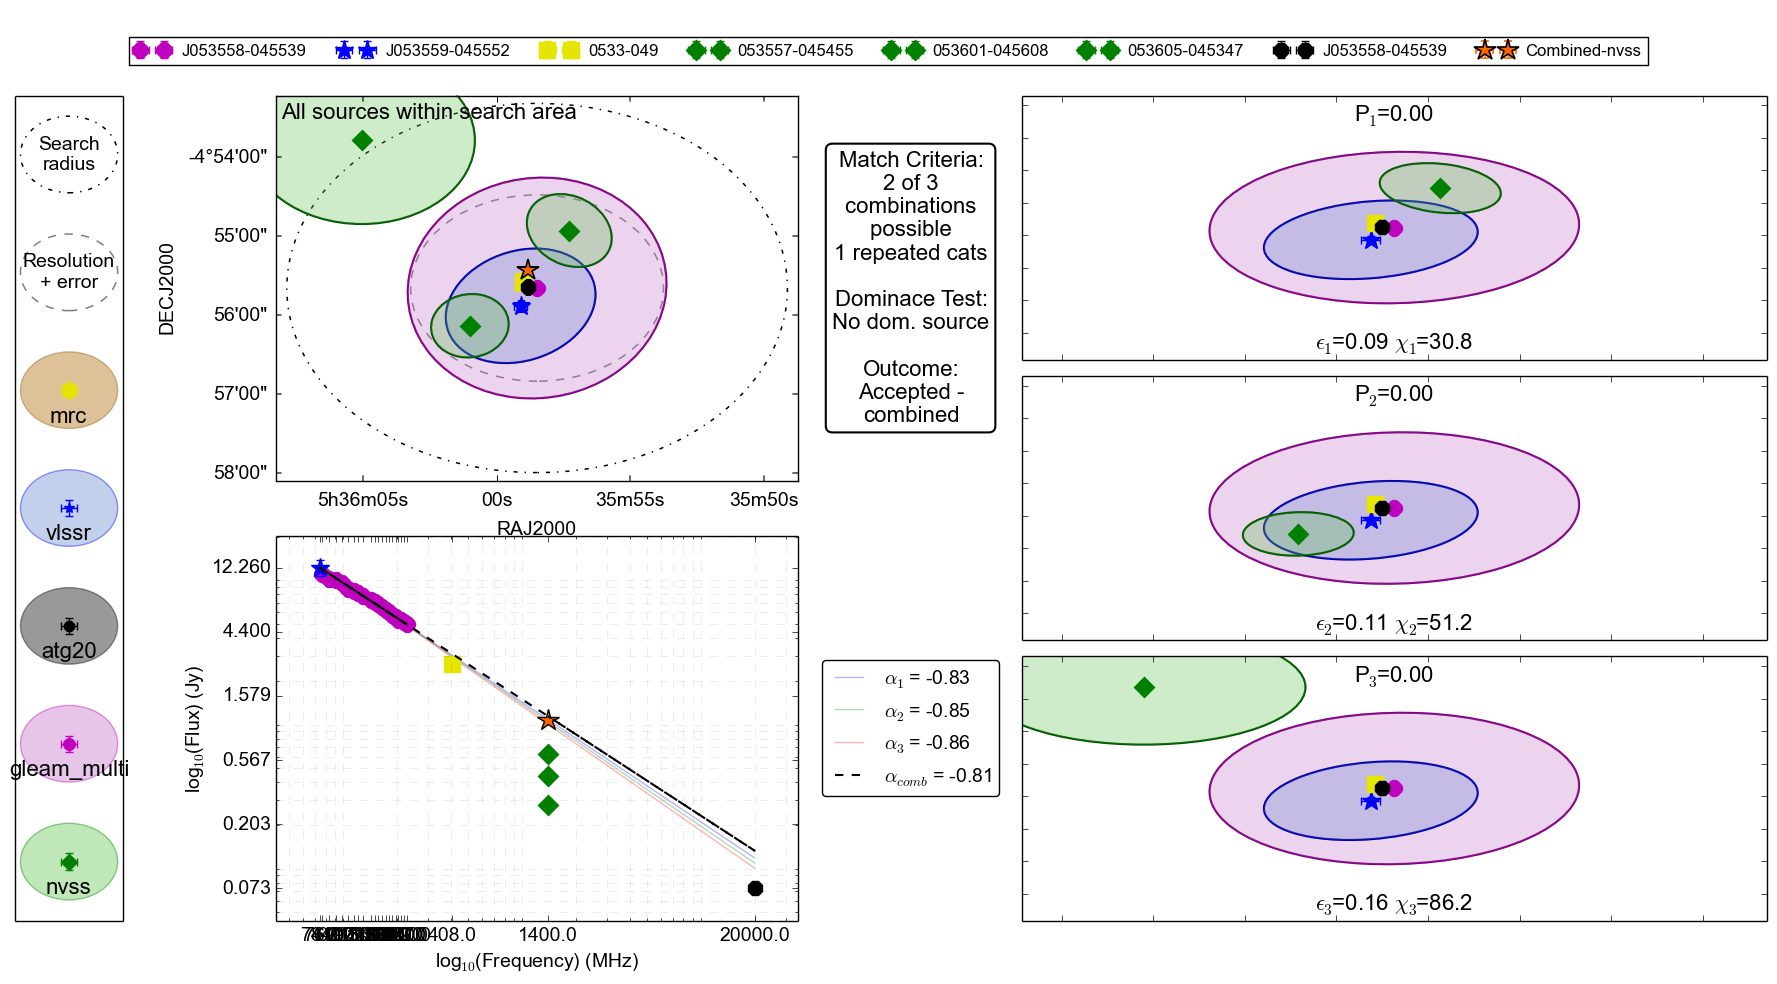 J053558-045539 J053559-045552 0533-049 053557-045455 053601-045608 053605-045347 J053558-045539 Combined-nvss
Search
radius
Resolution
+ error
mrc
vlssr
atg20
gleam_multi
nvss
All sources within search area
DECJ2000
-4°54'00"
55'00"
56'00"
57'00"
58'00"
5h36m05s 00s 35m55s 35m50s
RAJ2000
log10(Flux) (Jy)
12.260
4.400
1.579
0.567
0.203
0.073
408.0 1400.0 20000.0
log10(Frequency) (MHz)
Match Criteria:
2 of 3
combinations
possible
1 repeated cats
Dominace Test:
No dom. source
Outcome:
Accepted -
combined
α1 = -0.83
α2 = -0.85
α3 = -0.86
αcomb = -0.81
P1=0.00
ϵ1=0.09 χ1=30.8
P2=0.00
ϵ2=0.11 χ2=51.2
P3=0.00
ϵ3=0.16 χ3=86.2